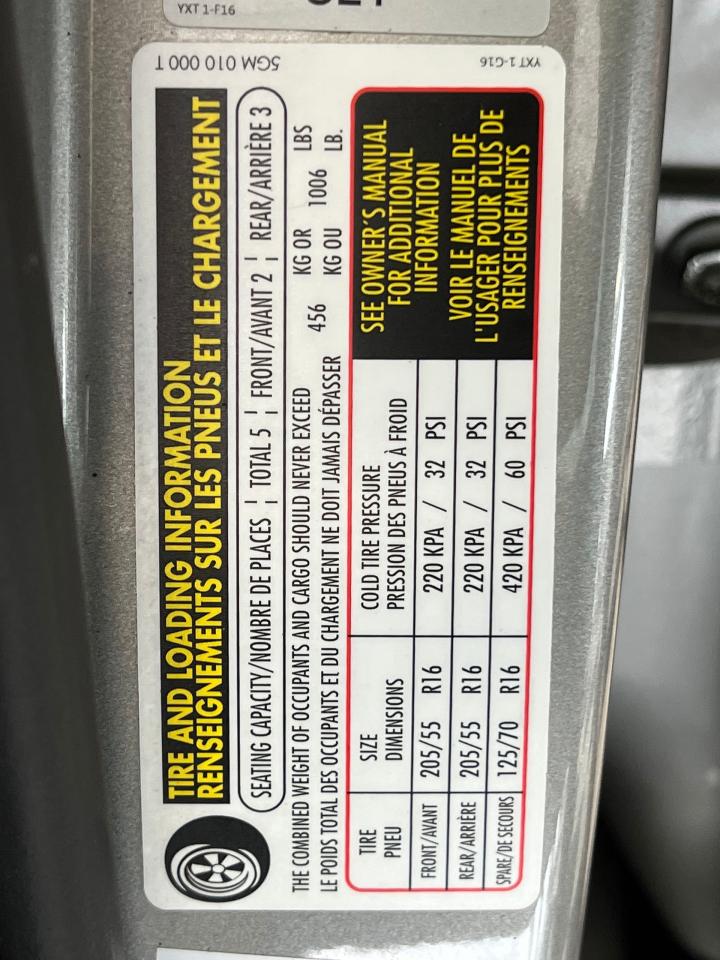 YXT 1-F16
5GM 010 000 T
YXT 1-G16
TIRE AND LOADING INFORMATION
RENSEIGNEMENTS SUR LES PNEUS ET LE CHARGEMENT
SEATING CAPACITY/NOMBRE DE PLACES ¦ TOTAL 5 ¦ FRONT/AVANT 2 ¦ REAR/ARRIÈRE 3
THE COMBINED WEIGHT OF OCCUPANTS AND CARGO SHOULD NEVER EXCEED 456 KG OR 1006 LBS
LE POIDS TOTAL DES OCCUPANTS ET DU CHARGEMENT NE DOIT JAMAIS DÉPASSER KG OU LB.
TIRE SIZE COLD TIRE PRESSURE
PNEU DIMENSIONS PRESSION DES PNEUS À FROID
FRONT/AVANT 205/55 R16 220 KPA / 32 PSI
REAR/ARRIÈRE 205/55 R16 220 KPA / 32 PSI
SPARE/DE SECOURS 125/70 R16 420 KPA / 60 PSI
SEE OWNER'S MANUAL
FOR ADDITIONAL
INFORMATION
VOIR LE MANUEL DE
L'USAGER POUR PLUS DE
RENSEIGNEMENTS